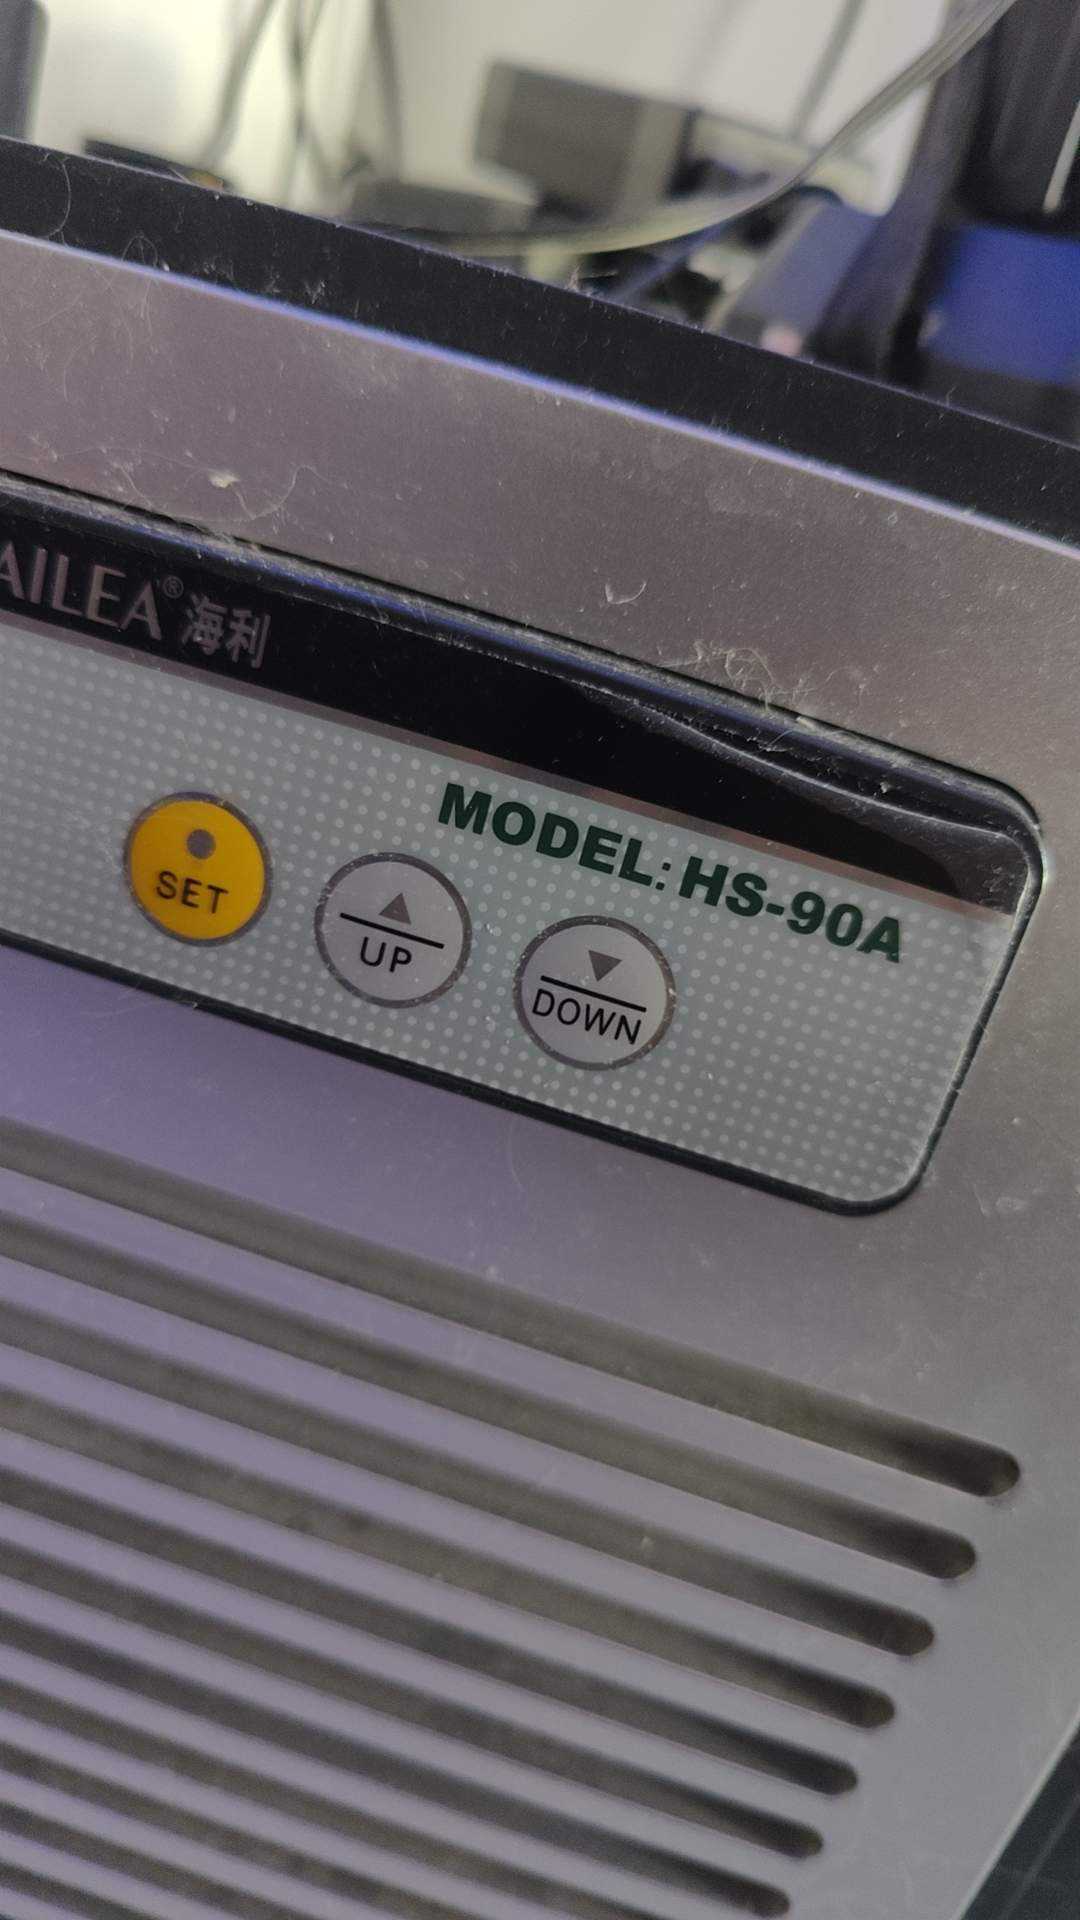 AILEA® 海利
MODEL: HS-90A
SET
UP
DOWN